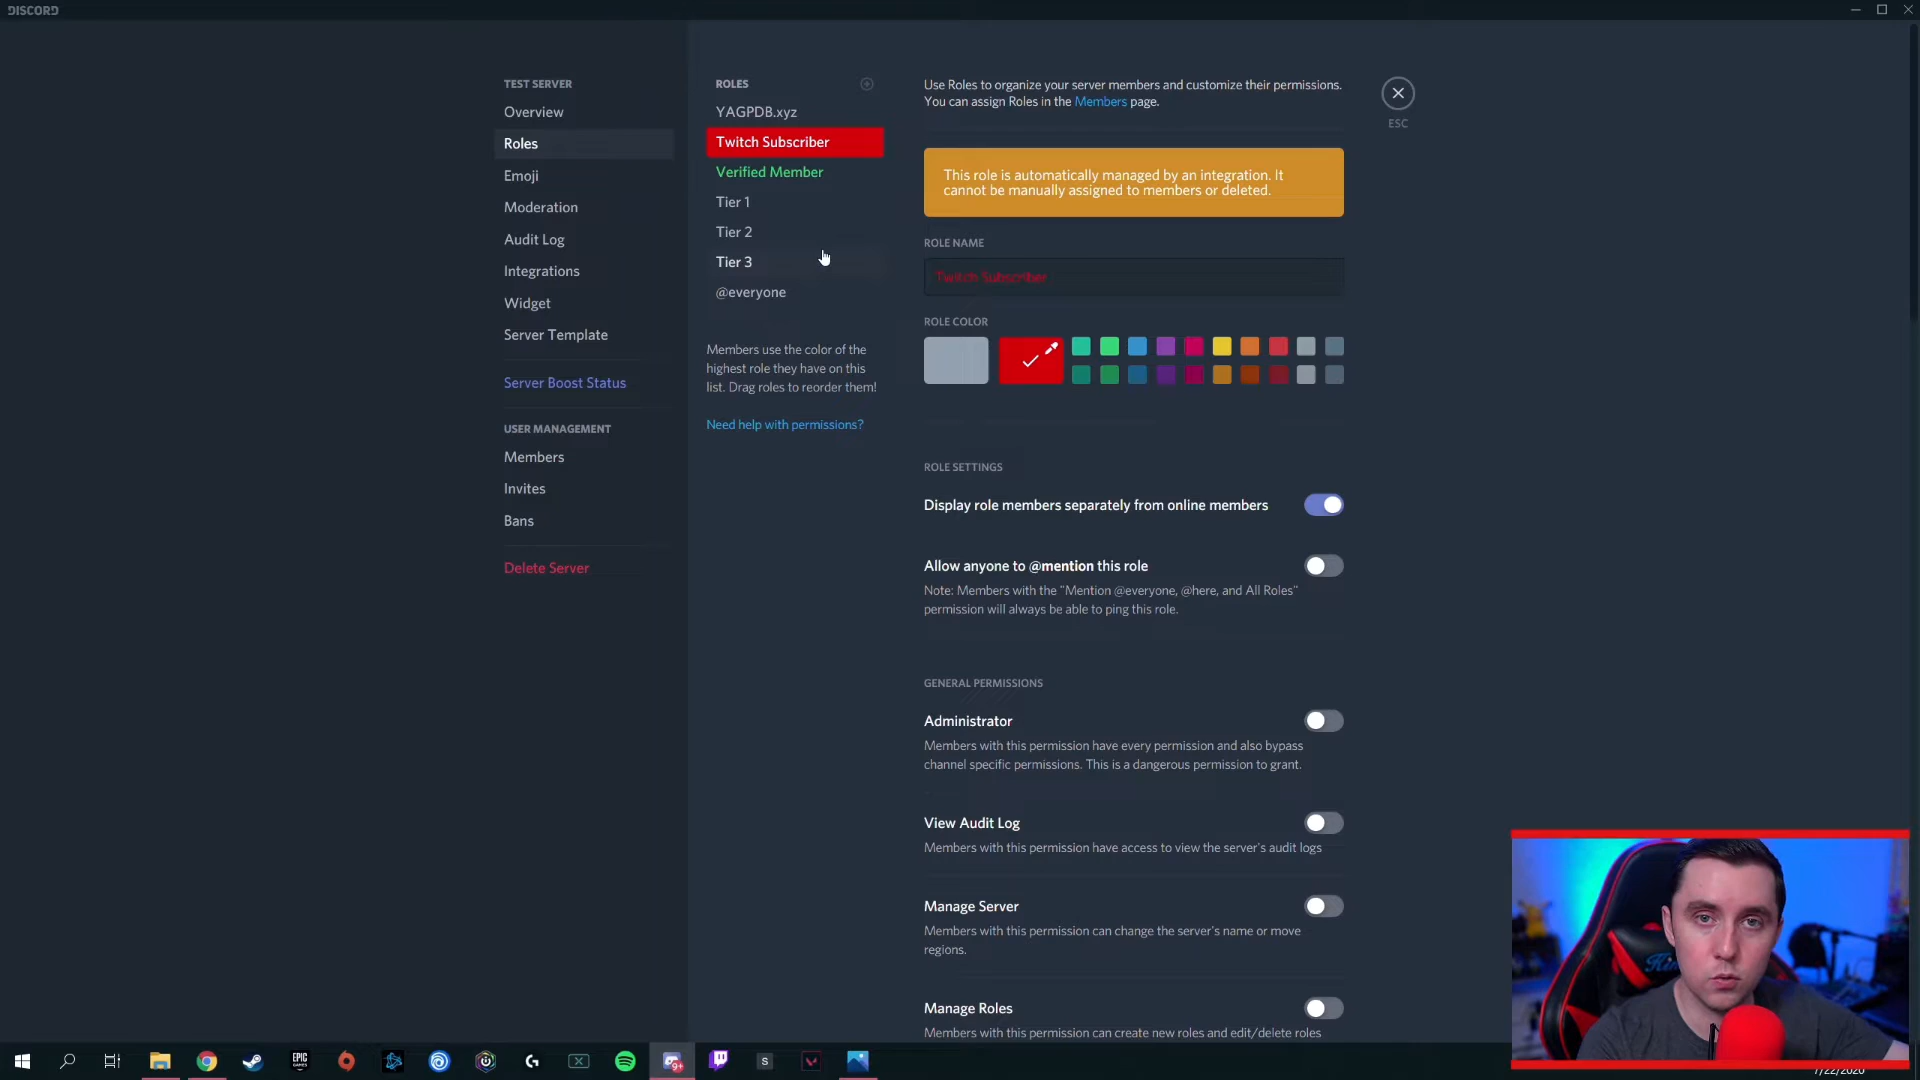 DISCORD
TEST SERVER
Overview
Roles
Emoji
Moderation
Audit Log
Integrations
Widget
Server Template
Server Boost Status
USER MANAGEMENT
Members
Invites
Bans
Delete Server
ROLES
YAGPDB.xyz
Twitch Subscriber
Verified Member
Tier 1
Tier 2
Tier 3
@everyone
Members use the color of the
highest role they have on this
list. Drag roles to reorder them!
Need help with permissions?
Use Roles to organize your server members and customize their permissions.
You can assign Roles in the Members page.
ESC
This role is automatically managed by an integration. It
cannot be manually assigned to members or deleted.
ROLE NAME
Twitch Subscriber
ROLE COLOR
ROLE SETTINGS
Display role members separately from online members
Allow anyone to @mention this role
Note: Members with the "Mention @everyone, @here, and All Roles"
permission will always be able to ping this role.
GENERAL PERMISSIONS
Administrator
Members with this permission have every permission and also bypass
channel specific permissions. This is a dangerous permission to grant.
View Audit Log
Members with this permission have access to view the server's audit logs
Manage Server
Members with this permission can change the server's name or move
regions.
Manage Roles
Members with this permission can create new roles and edit/delete roles
EPIC
GAMES
9+
S
7/22/2020